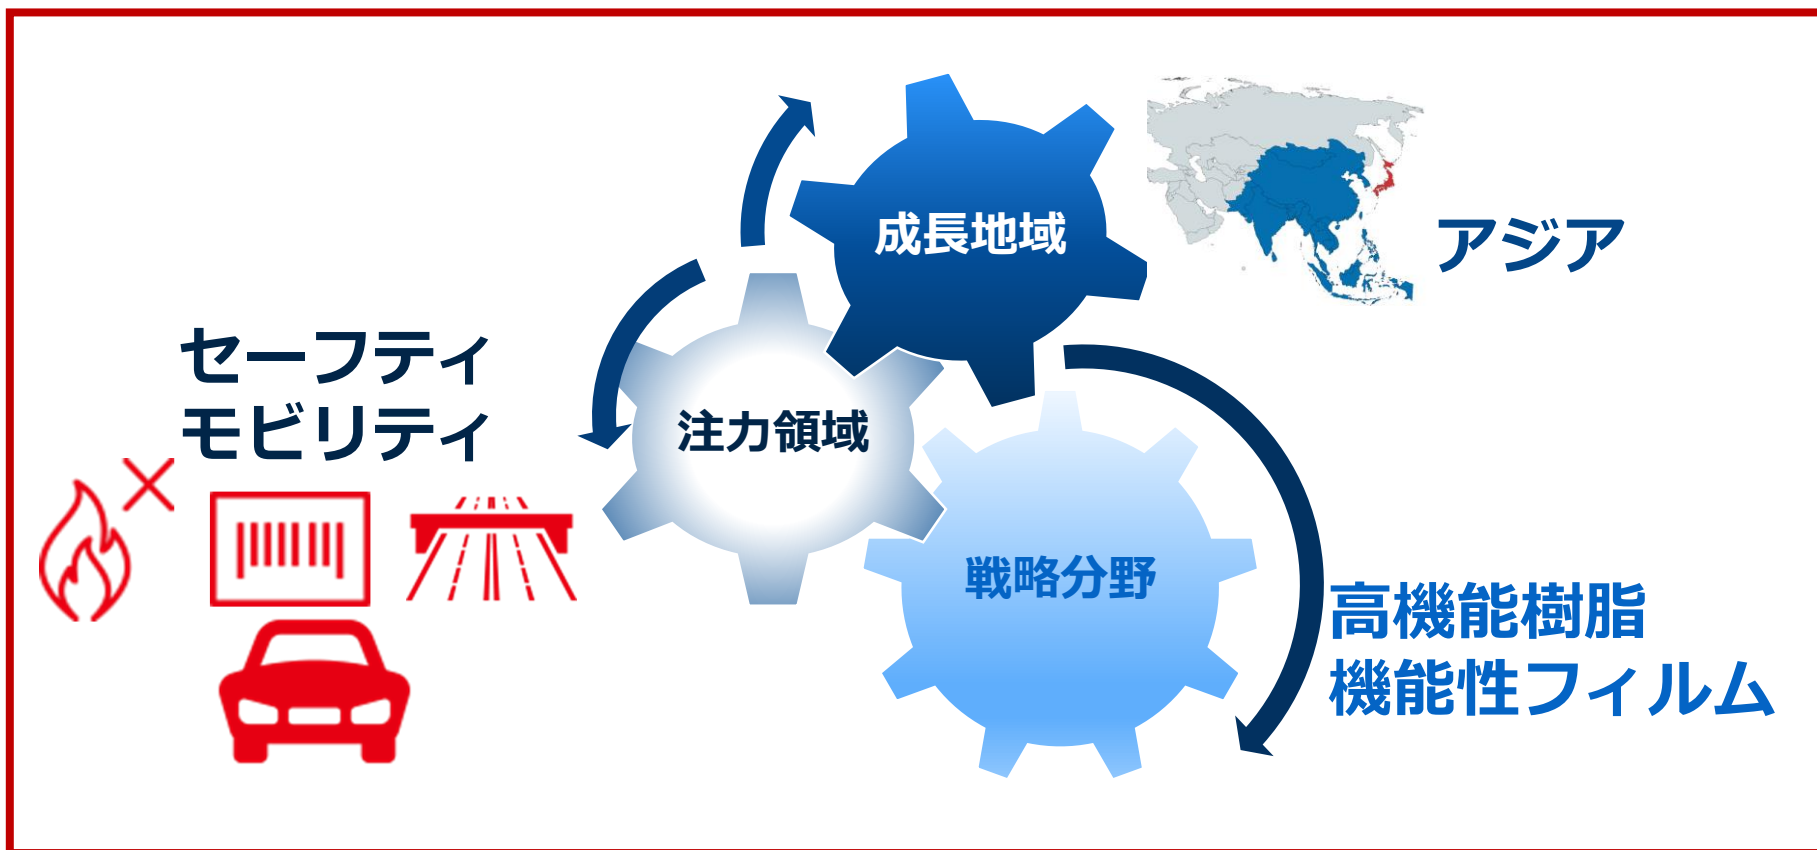 成長地域
アジア
セーフティ
モビリティ
注力領域
戦略分野
高機能樹脂
機能性フィルム